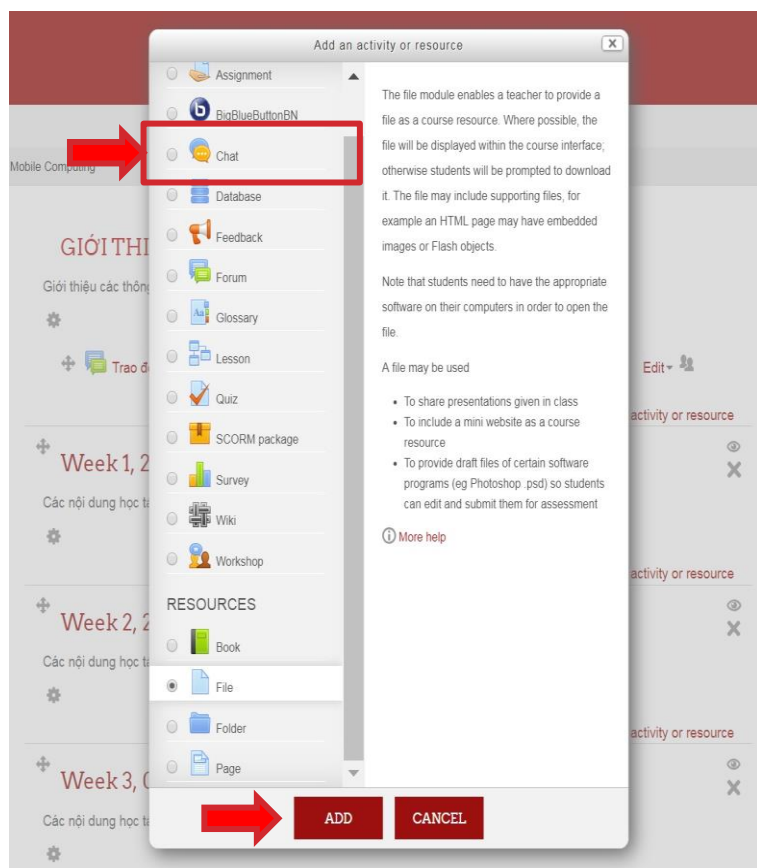 Add an activity or resource
x
Assignment
BigBlueButtonBN
Chat
Database
Feedback
Forum
Glossary
Lesson
Quiz
SCORM package
Survey
Wiki
Workshop
RESOURCES
Book
File
Folder
Page
The file module enables a teacher to provide a
file as a course resource. Where possible, the
file will be displayed within the course interface;
otherwise students will be prompted to download
it. The file may include supporting files, for
example an HTML page may have embedded
images or Flash objects.
Note that students need to have the appropriate
software on their computers in order to open the
file.
A file may be used
• To share presentations given in class
• To include a mini website as a course
resource
• To provide draft files of certain software
programs (eg Photoshop .psd) so students
can edit and submit them for assessment
More help
ADD
CANCEL
Mobile Computing
GIỚI THI
Giới thiệu các thôn
Trao đ
Edit
activity or resource
Week 1, 2
Các nội dung học t
activity or resource
Week 2, 2
Các nội dung học t
activity or resource
Week 3, 0
Các nội dung học t